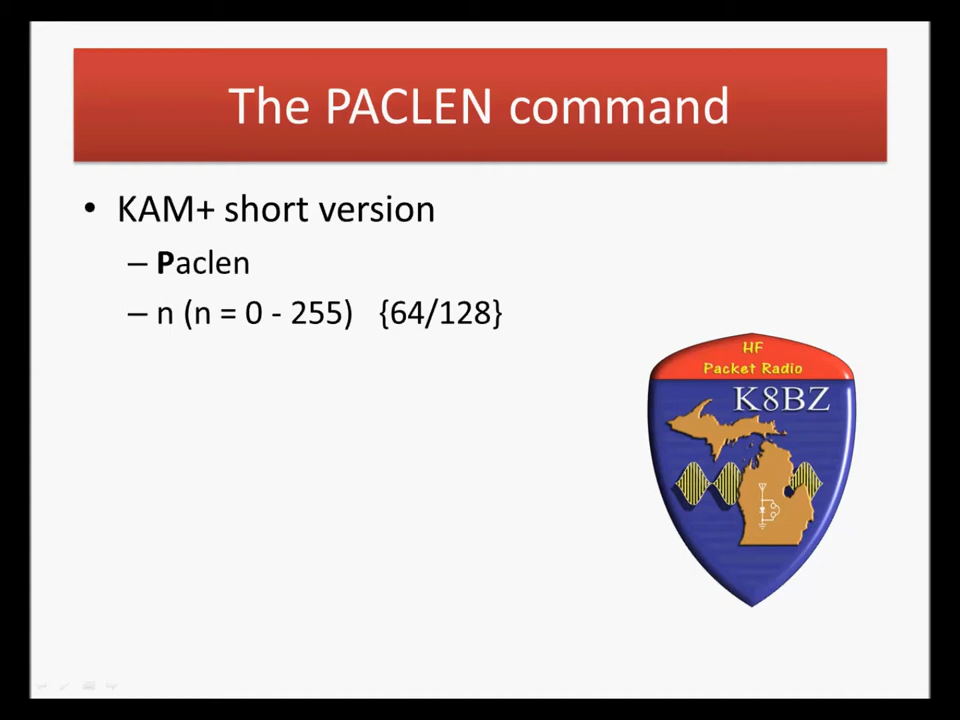 The PACLEN command
• KAM+ short version
– Paclen
– n (n = 0 - 255) {64/128}
HF
Packet Radio
K8BZ